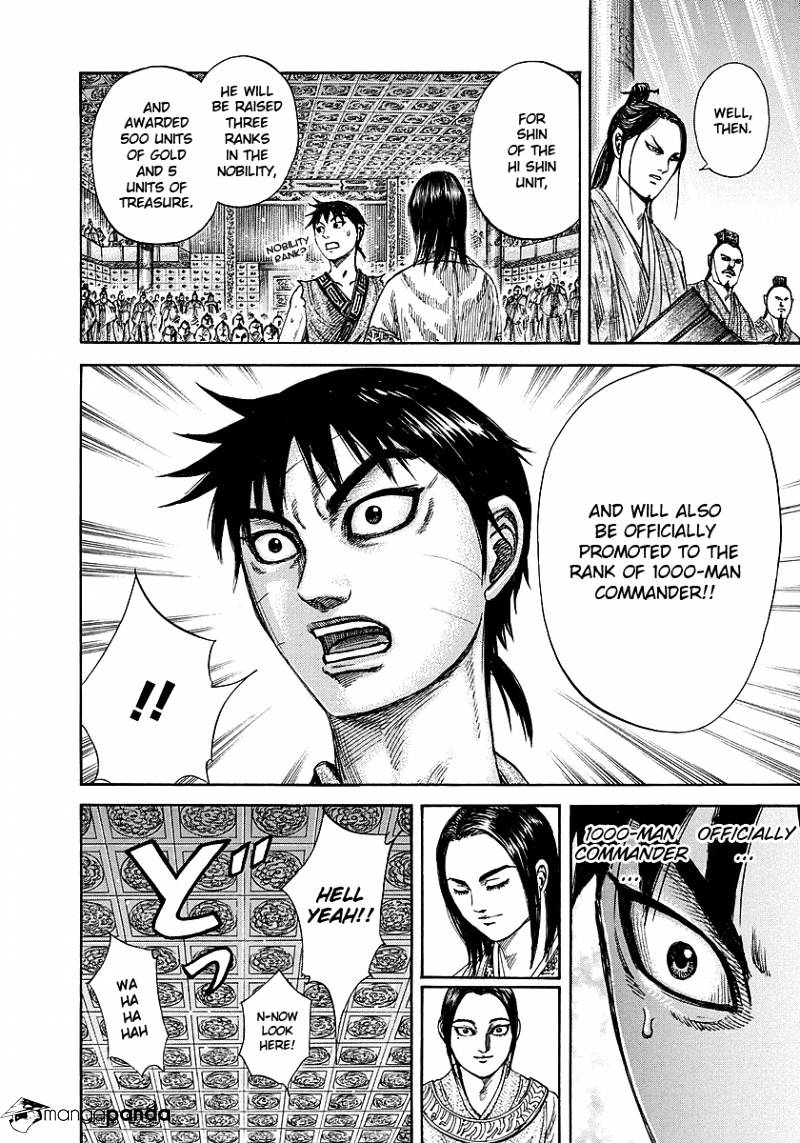 WELL,
THEN.
FOR
SHIN
OF THE
HI SHIN
UNIT,
HE WILL
BE RAISED
THREE
RANKS
IN THE
NOBILITY,
AND
AWARDED
500 UNITS
OF GOLD
AND 5
UNITS OF
TREASURE.
NOBILITY
RANK?
AND WILL ALSO
BE OFFICIALLY
PROMOTED TO THE
RANK OF 1000-MAN
COMMANDER!!
!!
OFFICIALLY
...
1000-MAN
COMMANDER
...
HELL
YEAH!!
どっ
N-NOW
LOOK
HERE!
WA
HA
HA
HAH
mangapanda